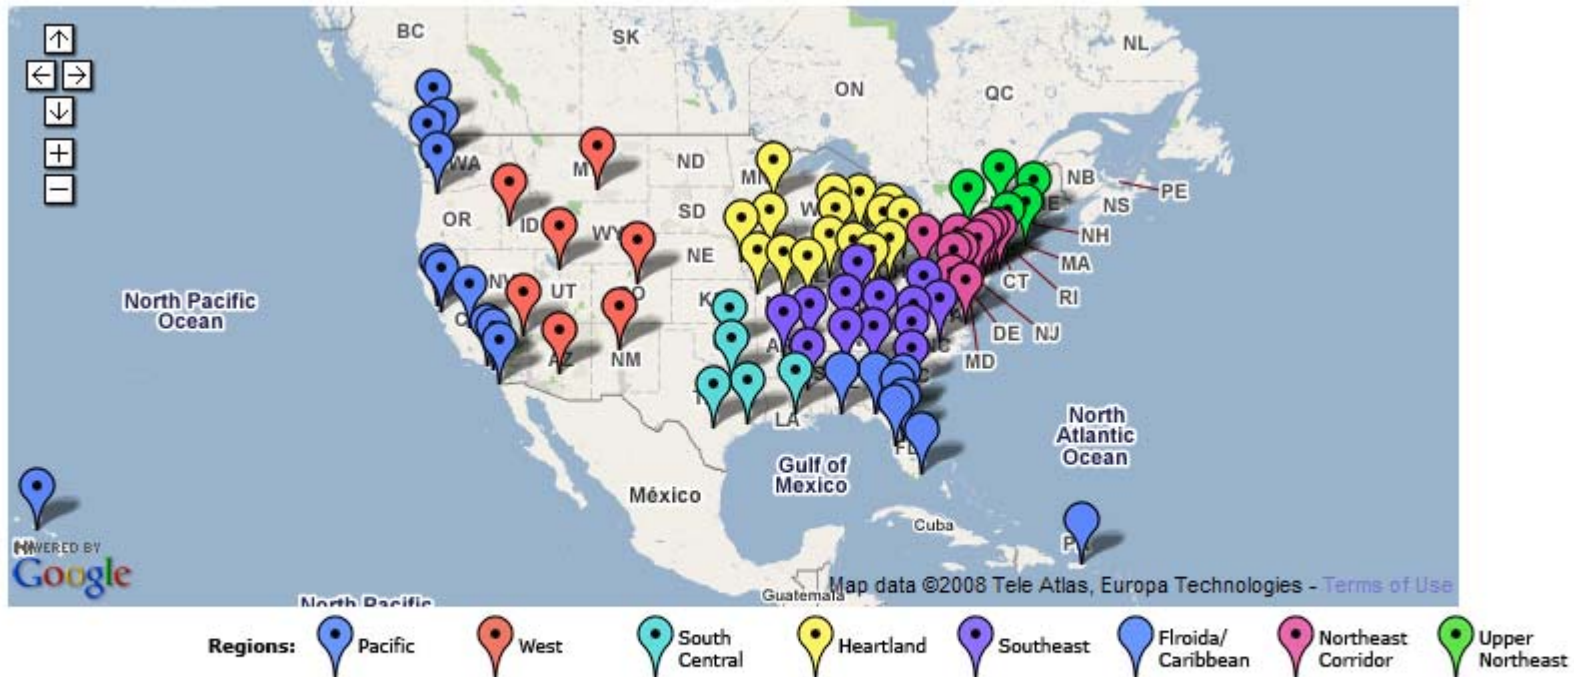 BC
SK
NL
ON
QC
WA
ND
NB
PE
OR
ID
SD
NS
WY
NH
NE
MA
UT
CT
RI
North Pacific
Ocean
DE
NJ
NM
MD
AZ
LA
North
Atlantic
Ocean
FL
Gulf of
Mexico
México
Cuba
POWERED BY
Google
Map data ©2008 Tele Atlas, Europa Technologies - Terms of Use
Guatemala
North Pacific
Regions:
Pacific
West
South
Central
Heartland
Southeast
Flroida/
Caribbean
Northeast
Corridor
Upper
Northeast